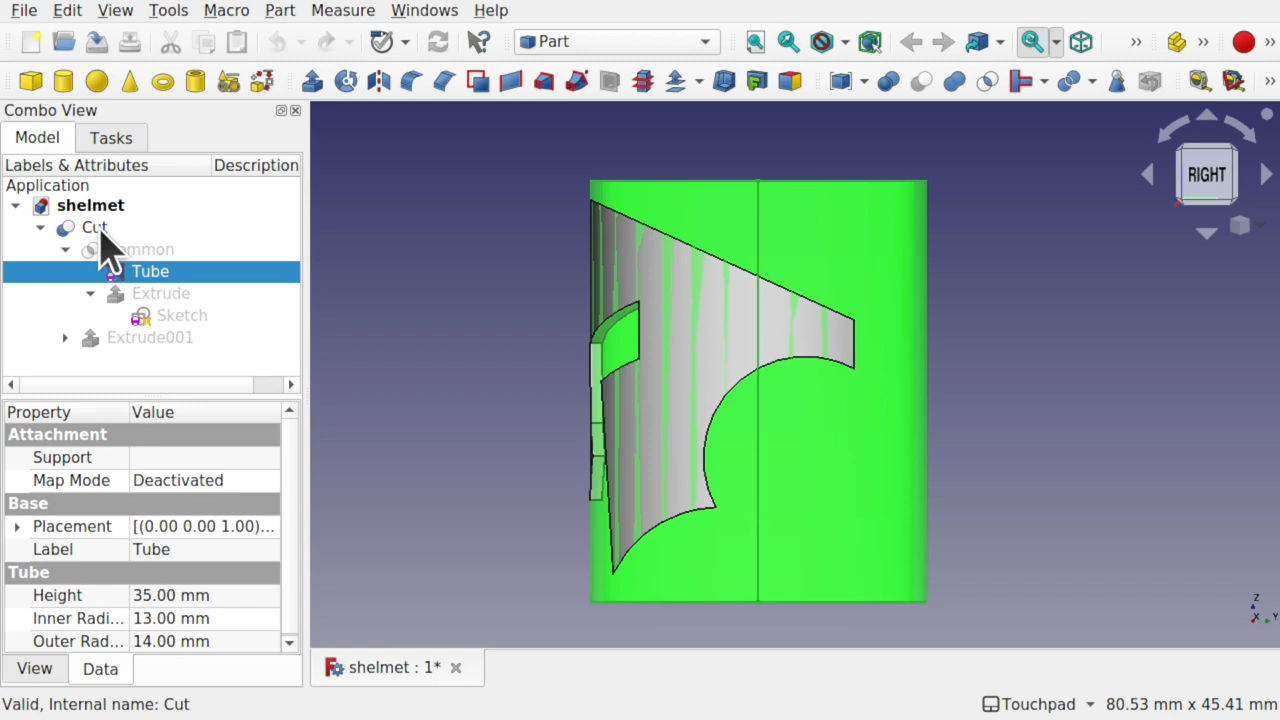 File Edit View Tools Macro Part Measure Windows Help
Part
Combo View
Model Tasks
Labels & Attributes Description
Application
shelmet
Cut
Tube
Extrude
Sketch
Extrude001
Property Value
Attachment
Support
Map Mode Deactivated
Base
Placement [(0.00 0.00 1.00)...
Label Tube
Tube
Height 35.00 mm
Inner Radi... 13.00 mm
Outer Rad... 14.00 mm
View Data
RIGHT
Z
X Y
shelmet : 1*
Valid, Internal name: Cut
Touchpad 80.53 mm x 45.41 mm